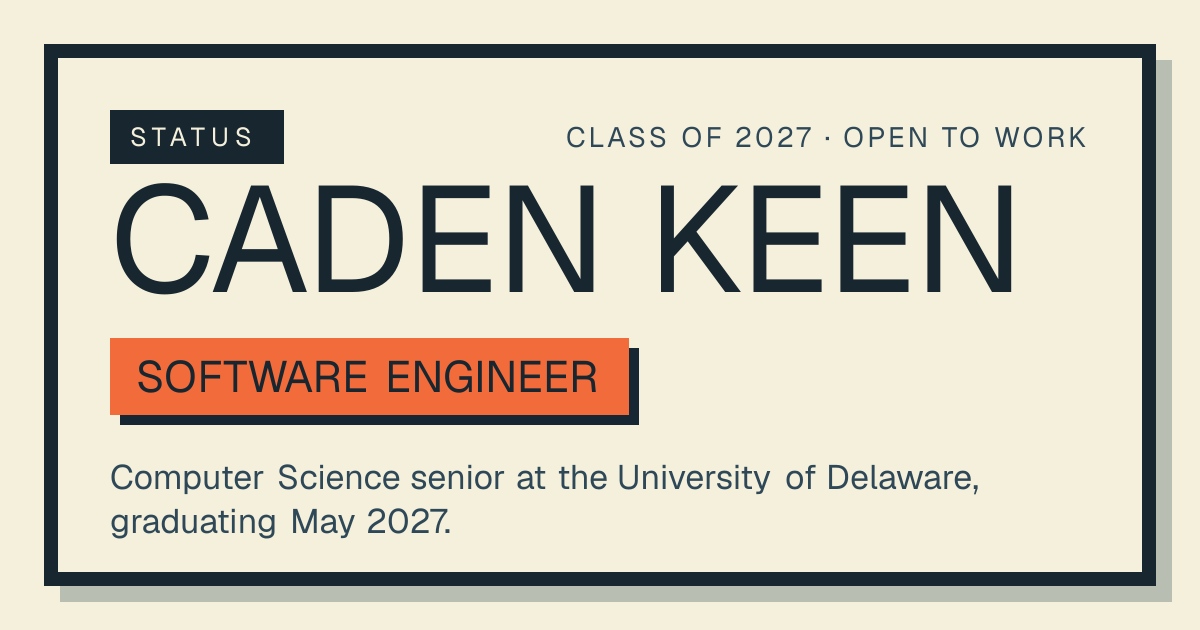 STATUS
CLASS OF 2027 · OPEN TO WORK
CADEN KEEN
SOFTWARE ENGINEER
Computer Science senior at the University of Delaware,
graduating May 2027.